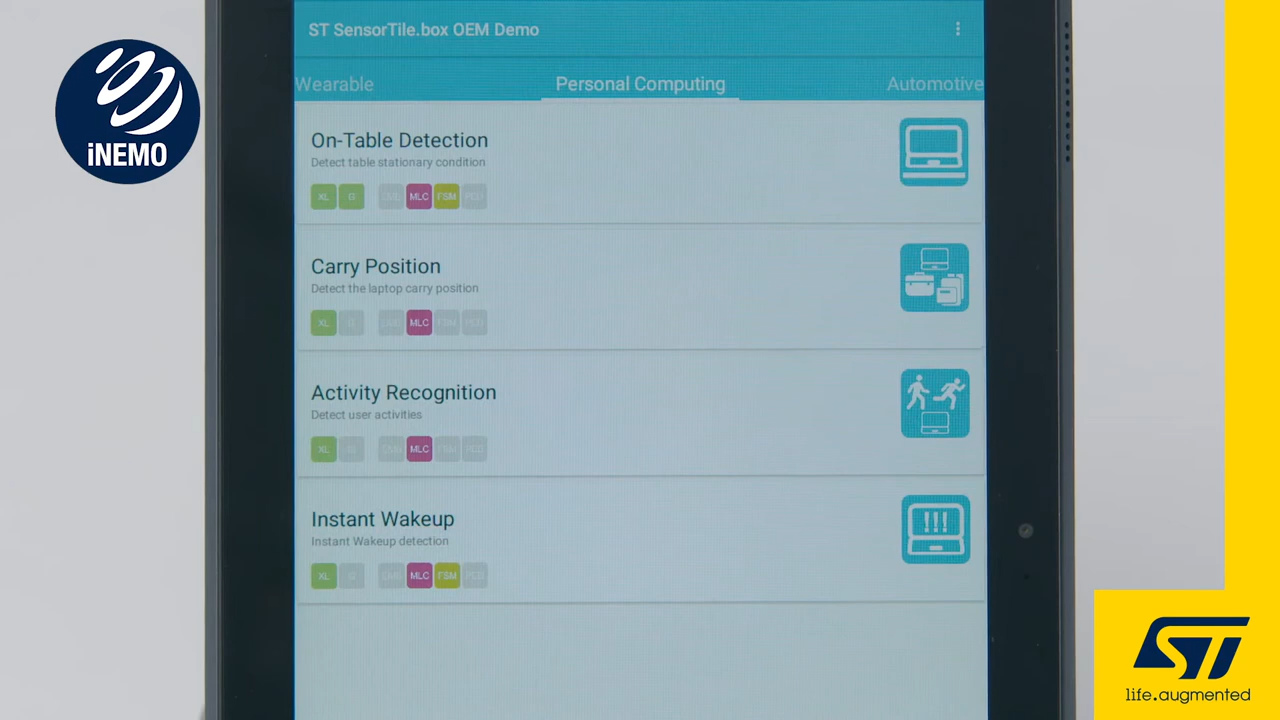 iNEMO
ST SensorTile.box OEM Demo
Wearable
Personal Computing
Automotive
On-Table Detection
Detect table stationary condition
XL G MLC FSM
Carry Position
Detect the laptop carry position
XL MLC
Activity Recognition
Detect user activities
XL MLC
Instant Wakeup
Instant Wakeup detection
XL MLC FSM
!!!
ST
life.augmented